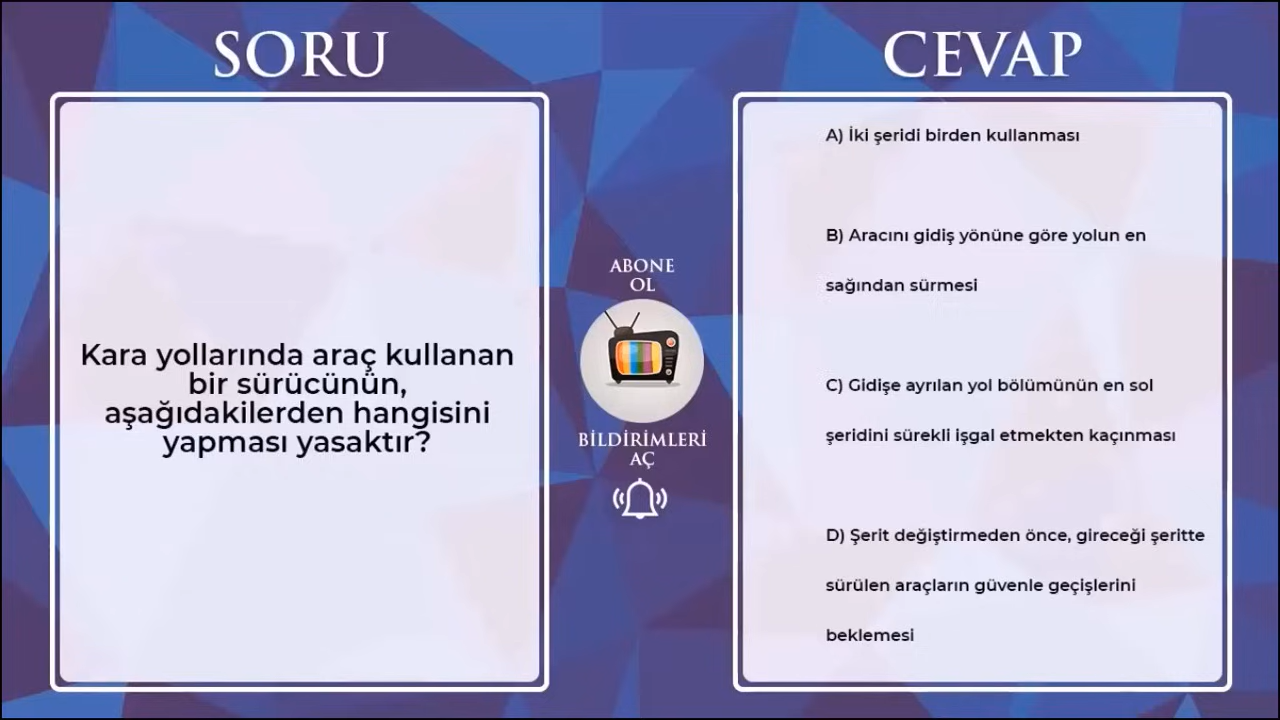 SORU
Kara yollarında araç kullanan
bir sürücünün,
aşağıdakilerden hangisini
yapması yasaktır?
ABONE
OL
BİLDİRİMLERİ
AÇ
CEVAP
A) İki şeridi birden kullanması
B) Aracını gidiş yönüne göre yolun en
sağından sürmesi
C) Gidişe ayrılan yol bölümünün en sol
şeridini sürekli işgal etmekten kaçınması
D) Şerit değiştirmeden önce, gireceği şeritte
sürülen araçların güvenle geçişlerini
beklemesi